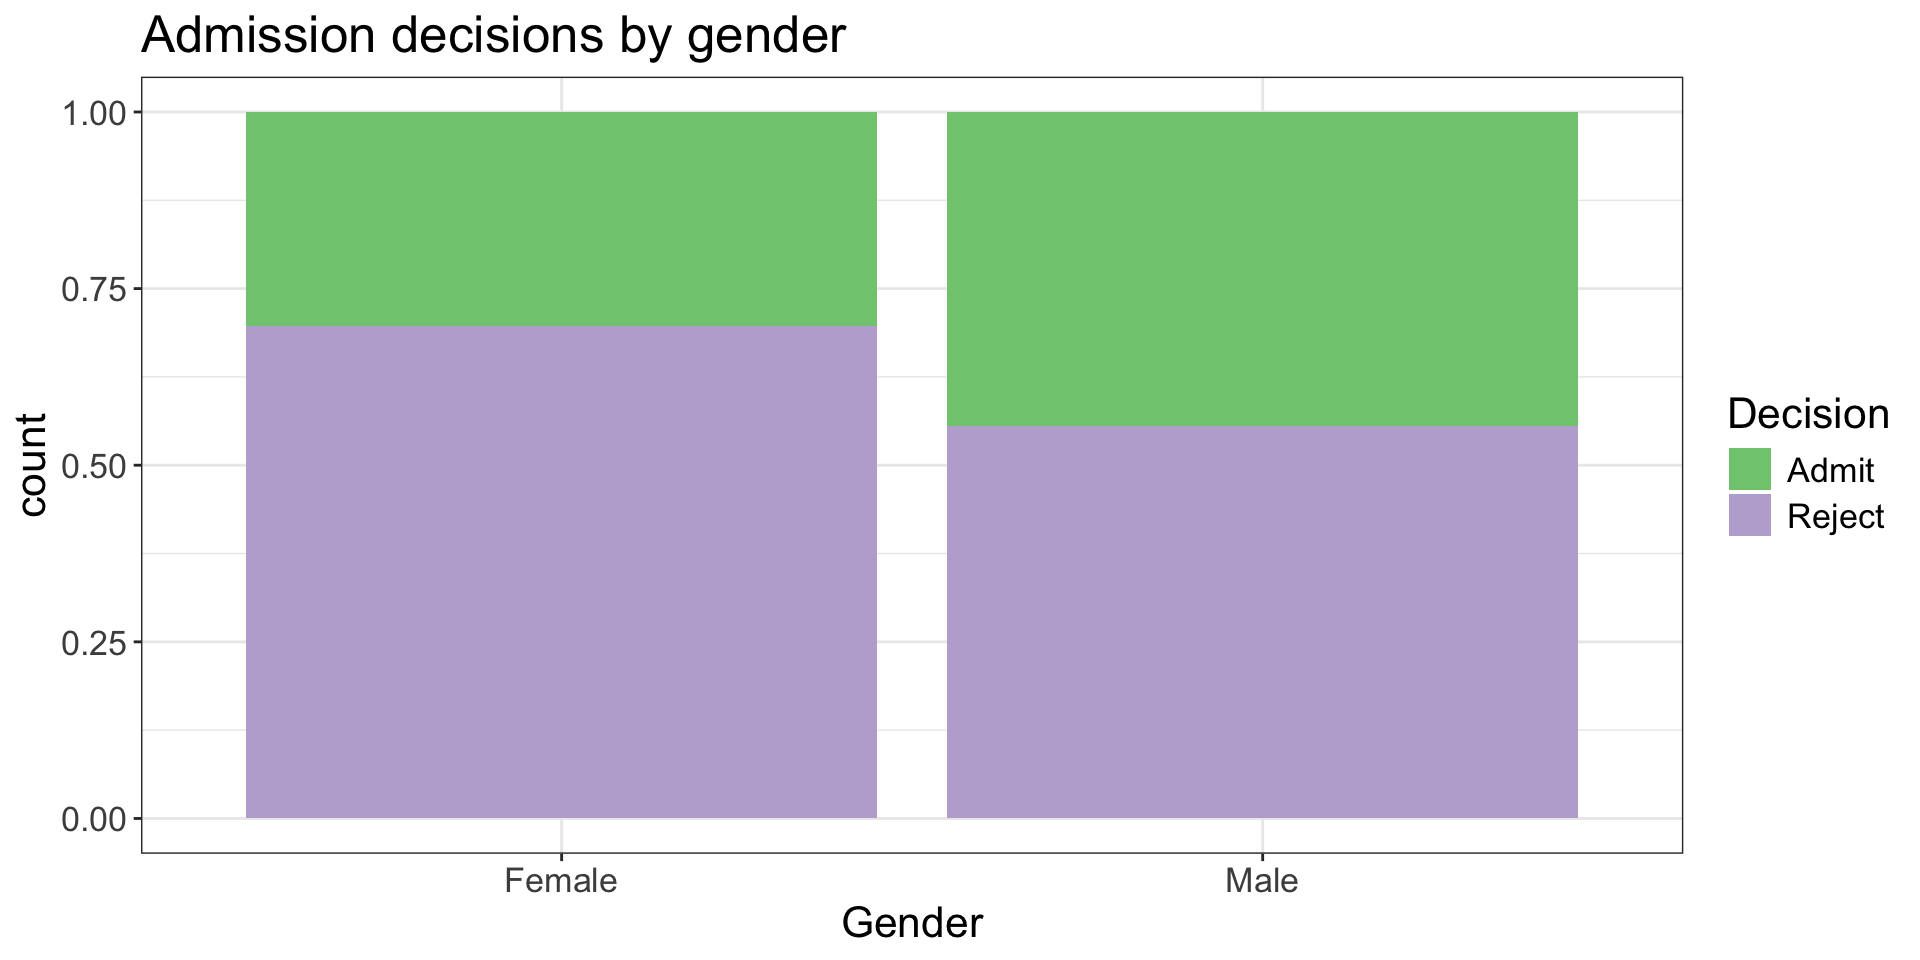 Admission decisions by gender
1.00
0.75
0.50
0.25
0.00
count
Female Male
Gender
Decision
Admit
Reject